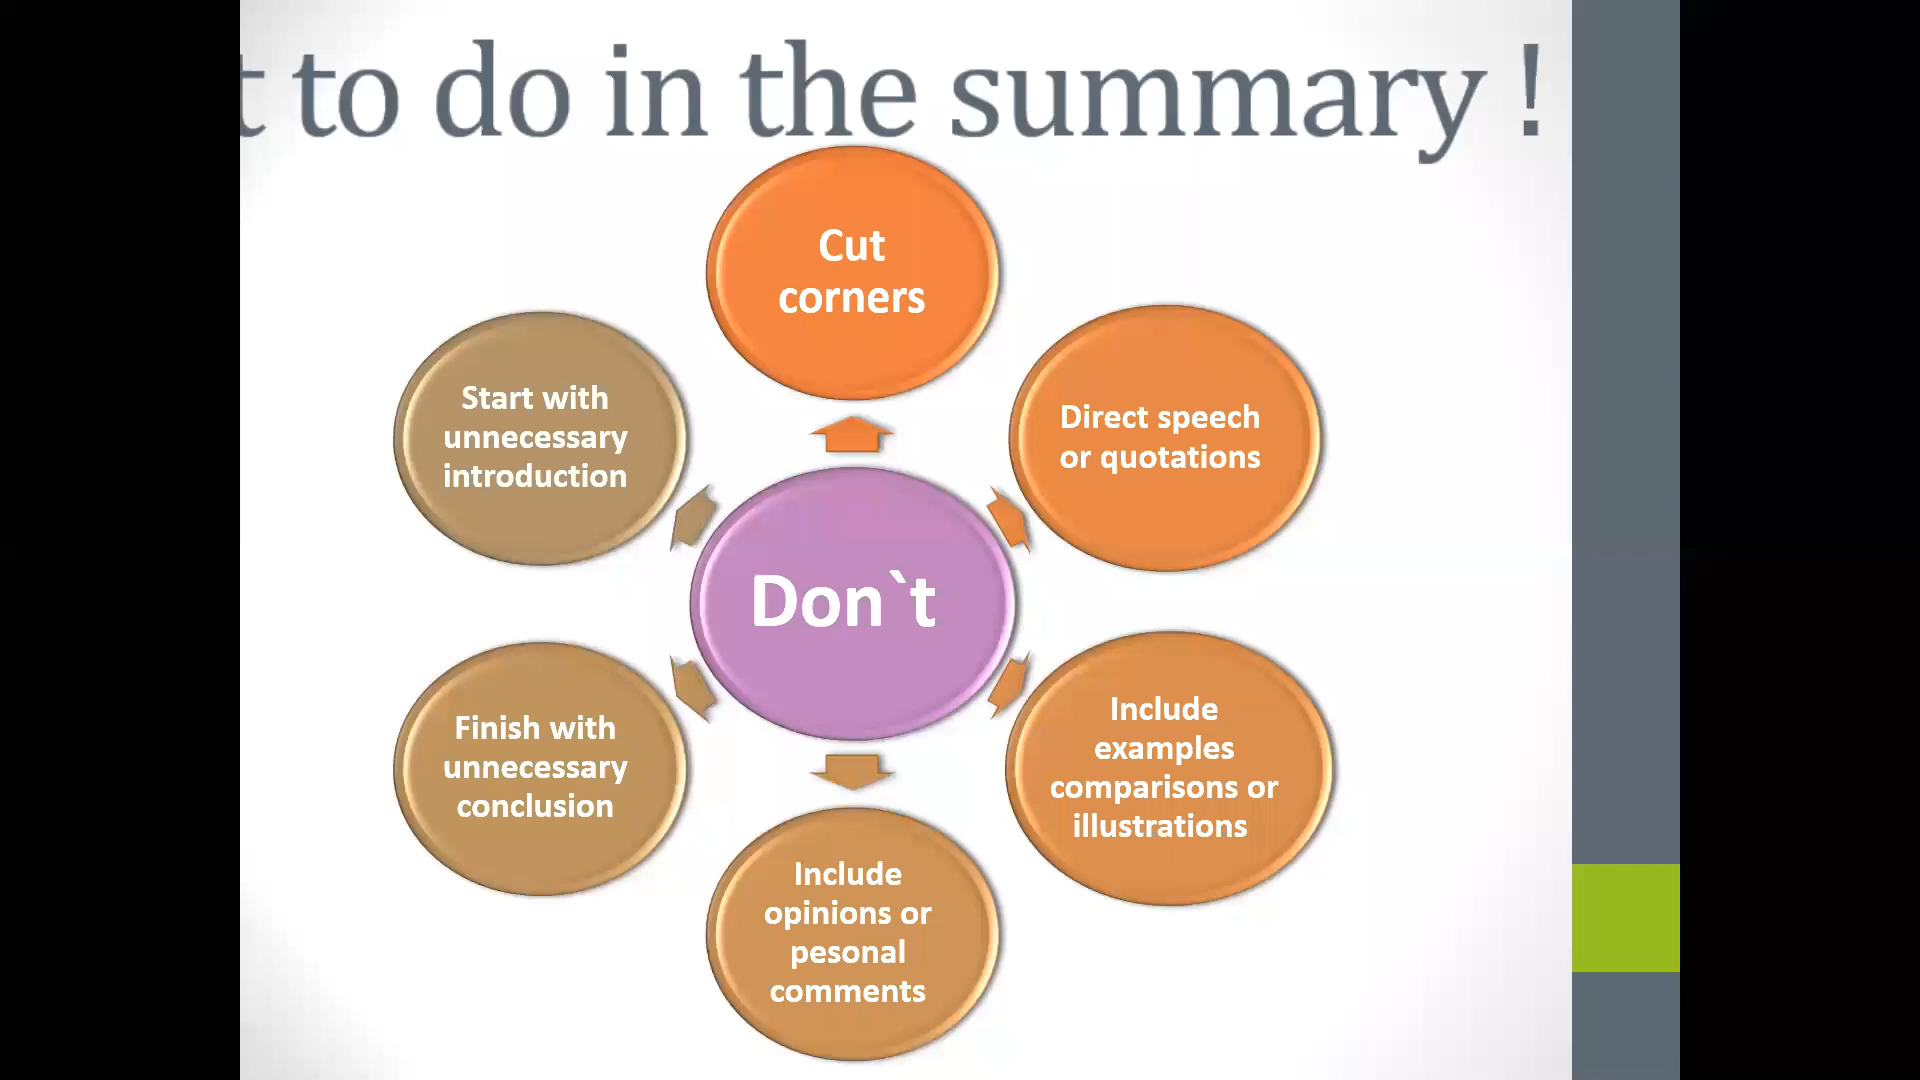 t to do in the summary !
Cut
corners
Direct speech
or quotations
Include
examples
comparisons or
illustrations
Include
opinions or
pesonal
comments
Finish with
unnecessary
conclusion
Start with
unnecessary
introduction
Don`t